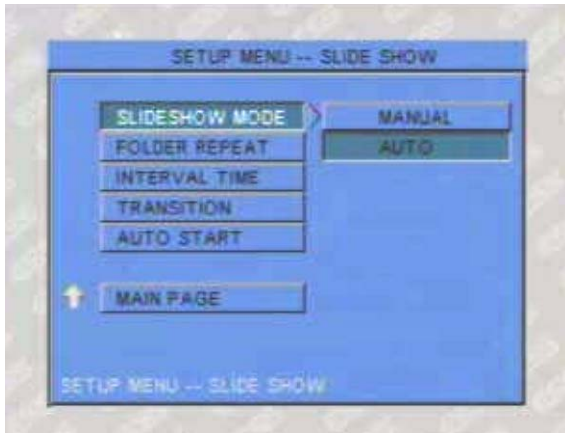 SETUP MENU -- SLIDE SHOW
SLIDESHOW MODE
MANUAL
FOLDER REPEAT
AUTO
INTERVAL TIME
TRANSITION
AUTO START
MAIN PAGE
SETUP MENU -- SLIDE SHOW